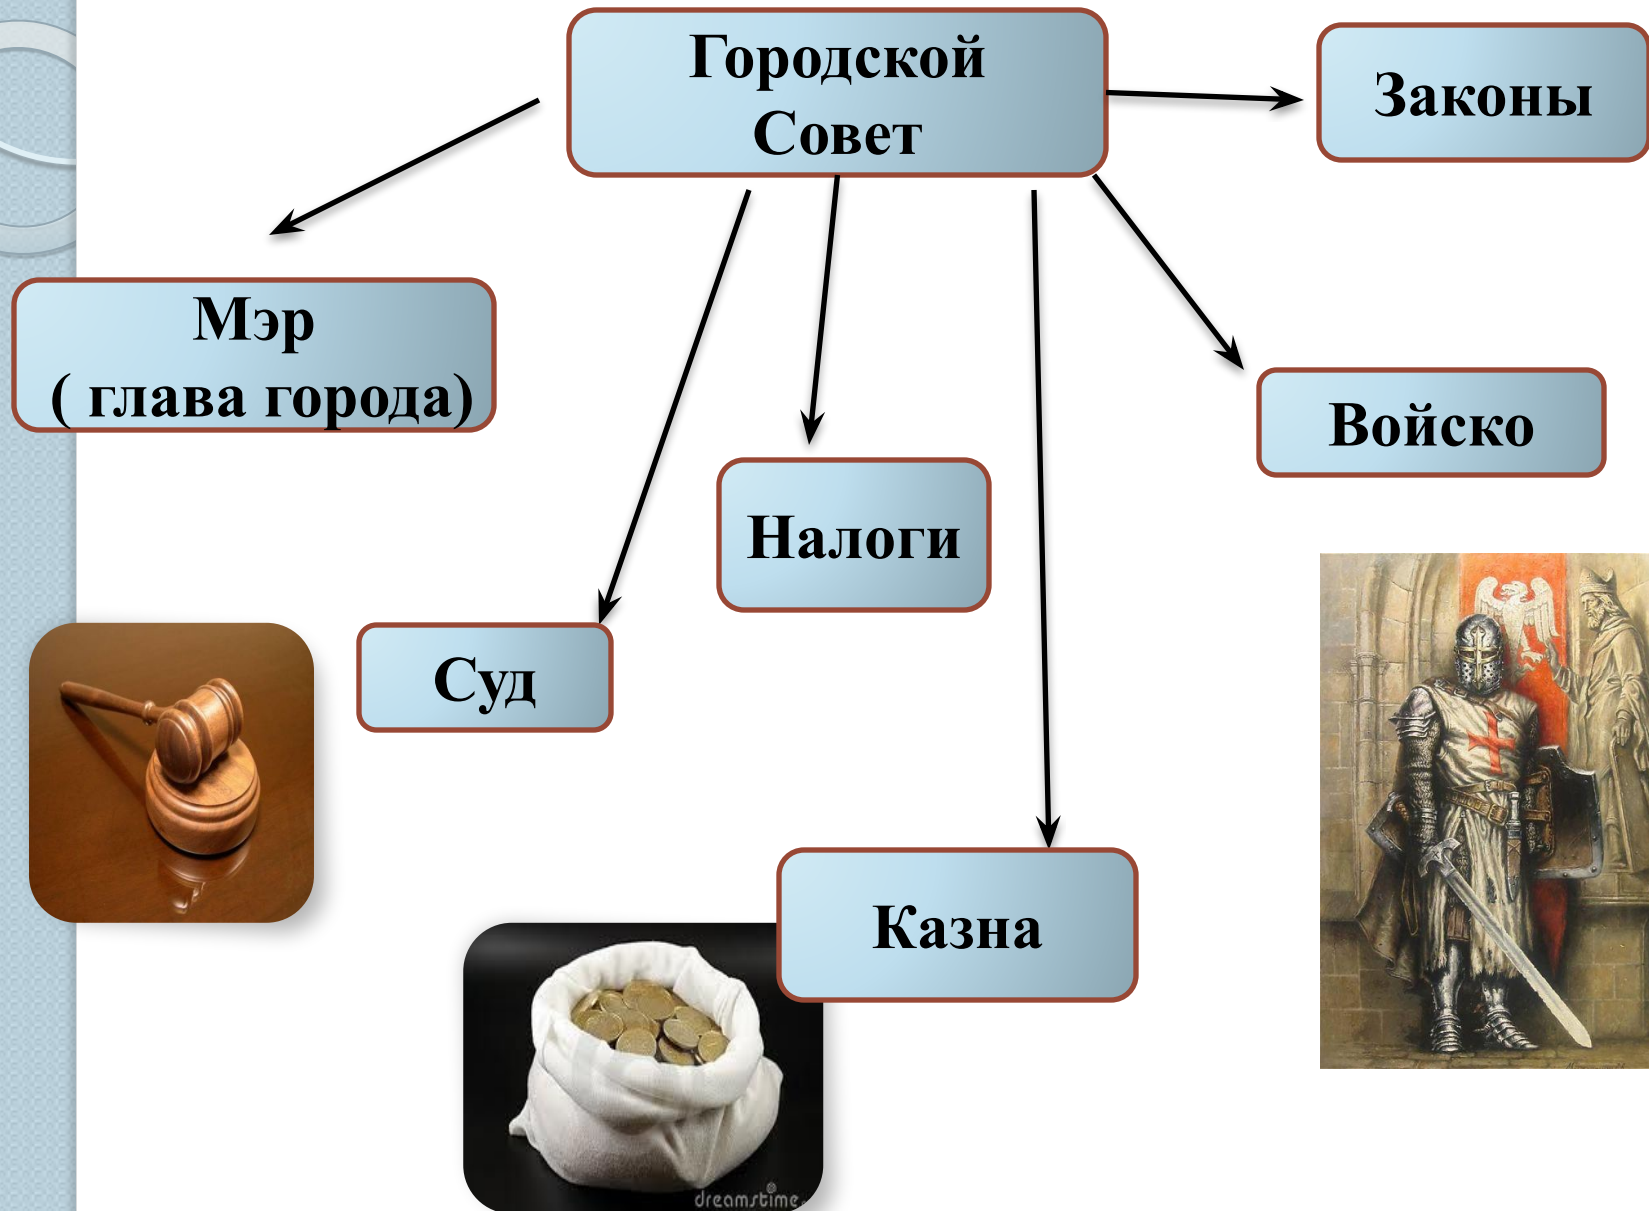 Городской
Совет
Законы
Мэр
( глава города)
Войско
Налоги
Суд
Казна
dreamstime